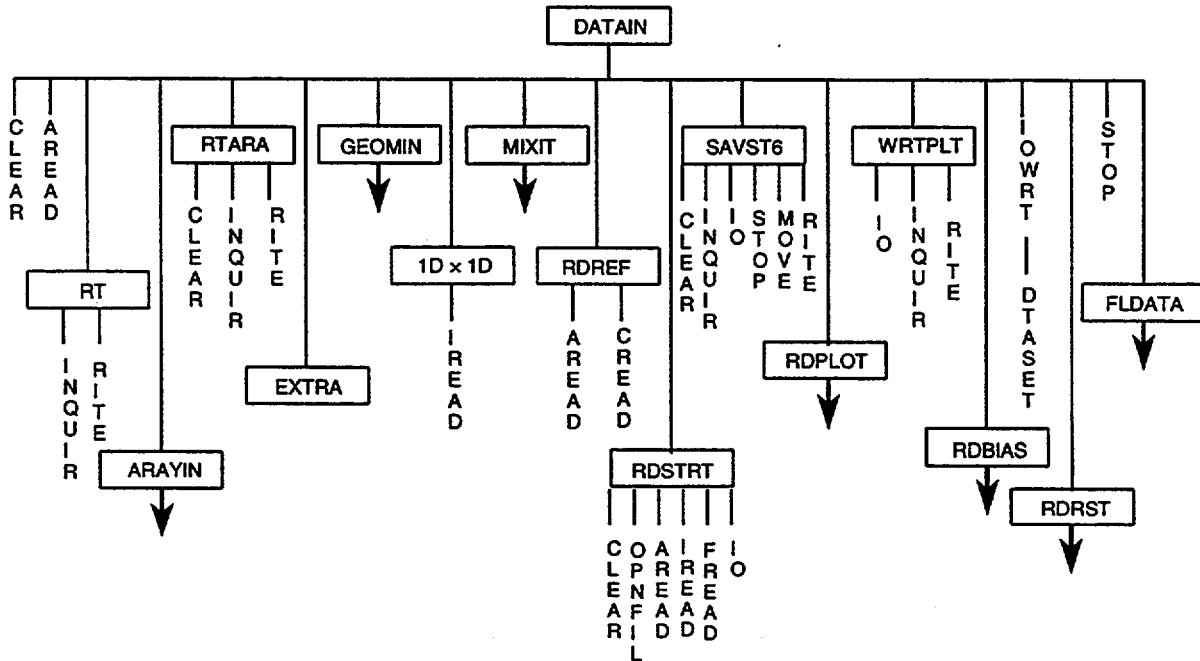 DATAIN
CLEAR
AREAD
RT
INQUIR
RITE
ARAYIN
RTARA
CLEAR
INQUIR
RITE
EXTRA
GEOMIN
1D × 1D
IREAD
MIXIT
RDREF
AREAD
CREAD
RDSTRT
CLEAR
OPNFIL
AREAD
IREAD
FREAD
IO
SAVST6
CLEAR
INQUIR
IO
STOP
MOVE
RITE
RDPLOT
WRTPLT
IO
INQUIR
RITE
RDBIAS
IOWRT
DTASET
RDRST
STOP
FLDATA